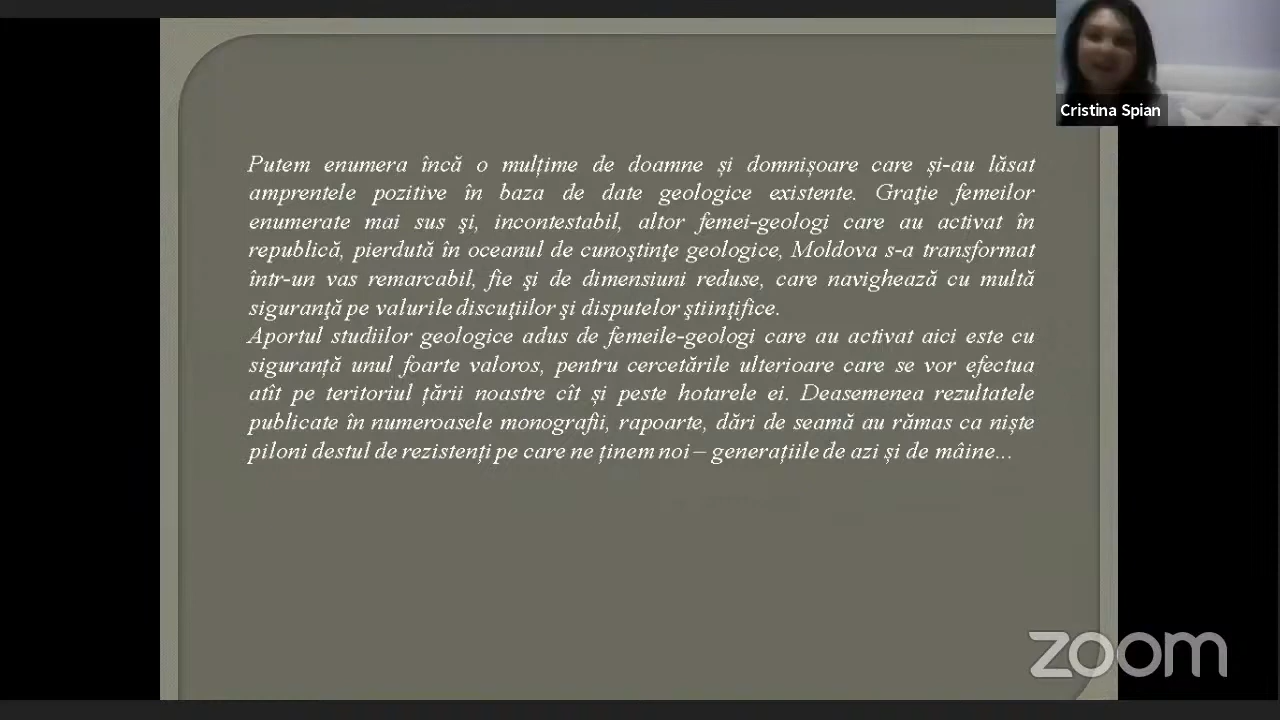 Cristina Spian
Putem enumera încă o mulțime de doamne și domnișoare care și-au lăsat
amprentele pozitive în baza de date geologice existente. Graţie femeilor
enumerate mai sus şi, incontestabil, altor femei-geologi care au activat în
republică, pierdută în oceanul de cunoştinţe geologice, Moldova s-a transformat
într-un vas remarcabil, fie şi de dimensiuni reduse, care navighează cu multă
siguranţă pe valurile discuţiilor şi disputelor ştiinţifice.
Aportul studiilor geologice adus de femeile-geologi care au activat aici este cu
siguranță unul foarte valoros, pentru cercetările ulterioare care se vor efectua
atît pe teritoriul țării noastre cît și peste hotarele ei. Deasemenea rezultatele
publicate în numeroasele monografii, rapoarte, dări de seamă au rămas ca niște
piloni destul de rezistenți pe care ne ținem noi – generațiile de azi și de mâine...
zoom